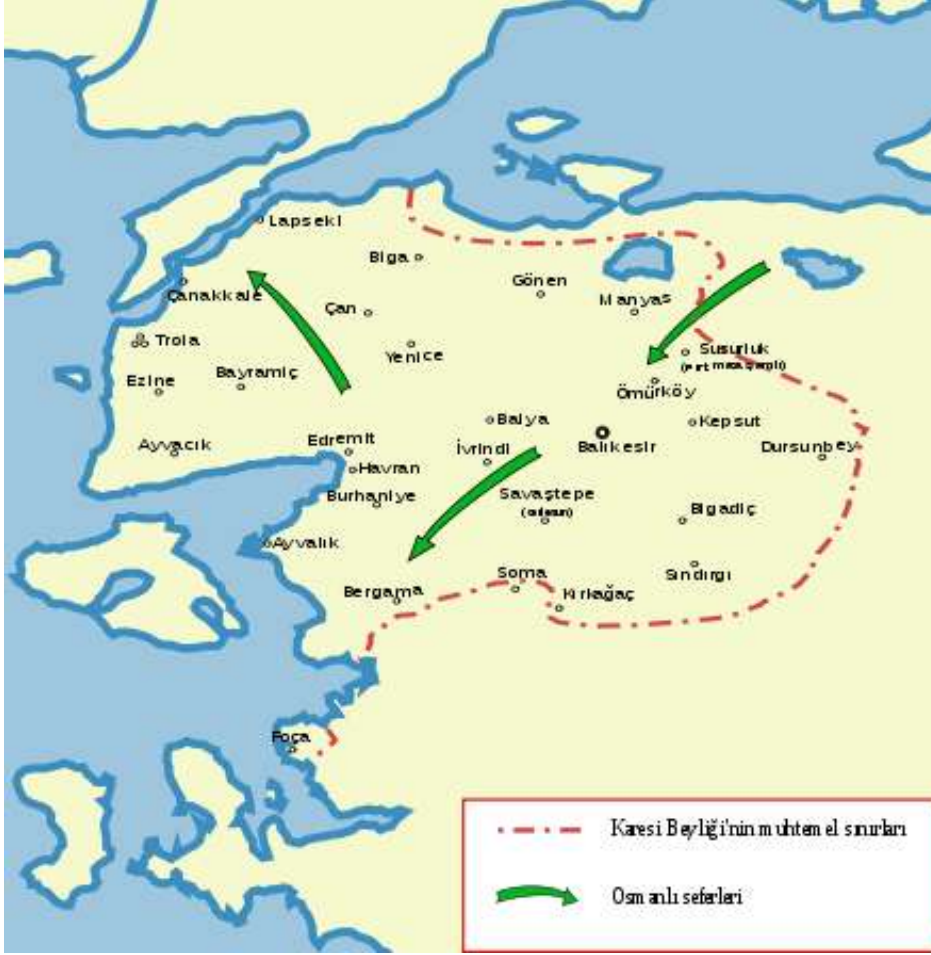 Lapseki
Biga
Gönen
Çanakkale
Manyas
Çan
Troia
Yenice
Susurluk
Ezine
Bayramiç
Ömürköy
Balya
Kepsut
Edremit
İvrindi
Balıkesir
Dursunbey
Ayvacık
Havran
Burhaniye
Savaştepe
Bigadiç
Ayvalık
Soma
Sındırgı
Bergama
Kırkağaç
Foça
Karesi Beyliği'nin muhtemel sınırları
Osmanlı seferleri